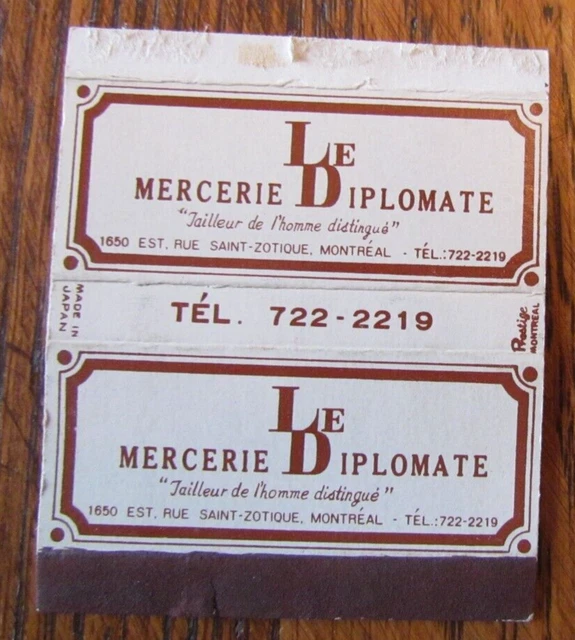 LE
MERCERIE DIPLOMATE
"Tailleur de l'homme distingué"
1650 EST, RUE SAINT-ZOTIQUE, MONTRÉAL - TÉL.:722-2219
MADE IN
JAPAN
TÉL. 722-2219
Prestige
MONTRÉAL
LE
MERCERIE DIPLOMATE
"Tailleur de l'homme distingué"
1650 EST, RUE SAINT-ZOTIQUE, MONTRÉAL - TÉL.:722-2219